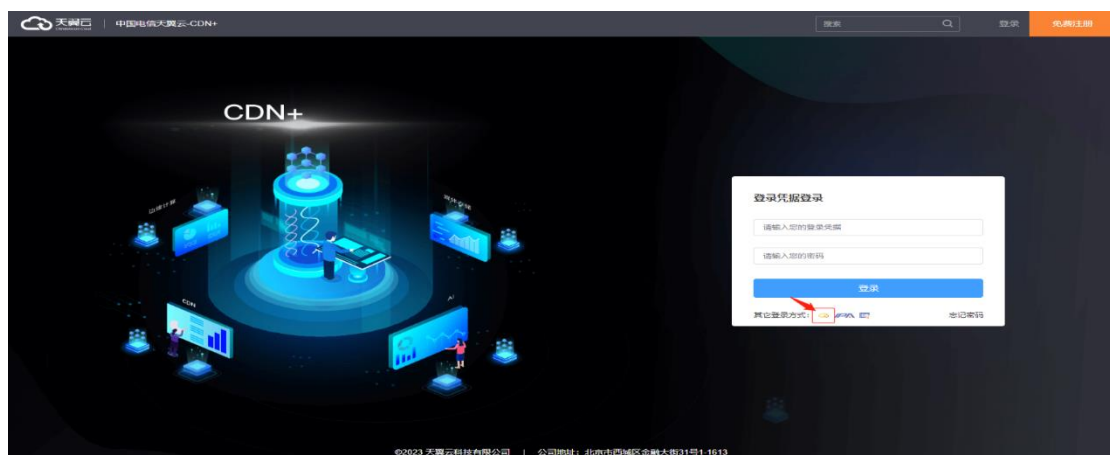 天翼云 | 中国电信天翼云-CDN+ 搜索 登录 免费注册
CDN+
边缘计算
CDN
AI
登录凭据登录
请输入您的登录凭据
请输入您的密码
登录
其它登录方式: 忘记密码
©2023 天翼云科技有限公司 | 公司地址:北京市西城区金融大街31号1-1613